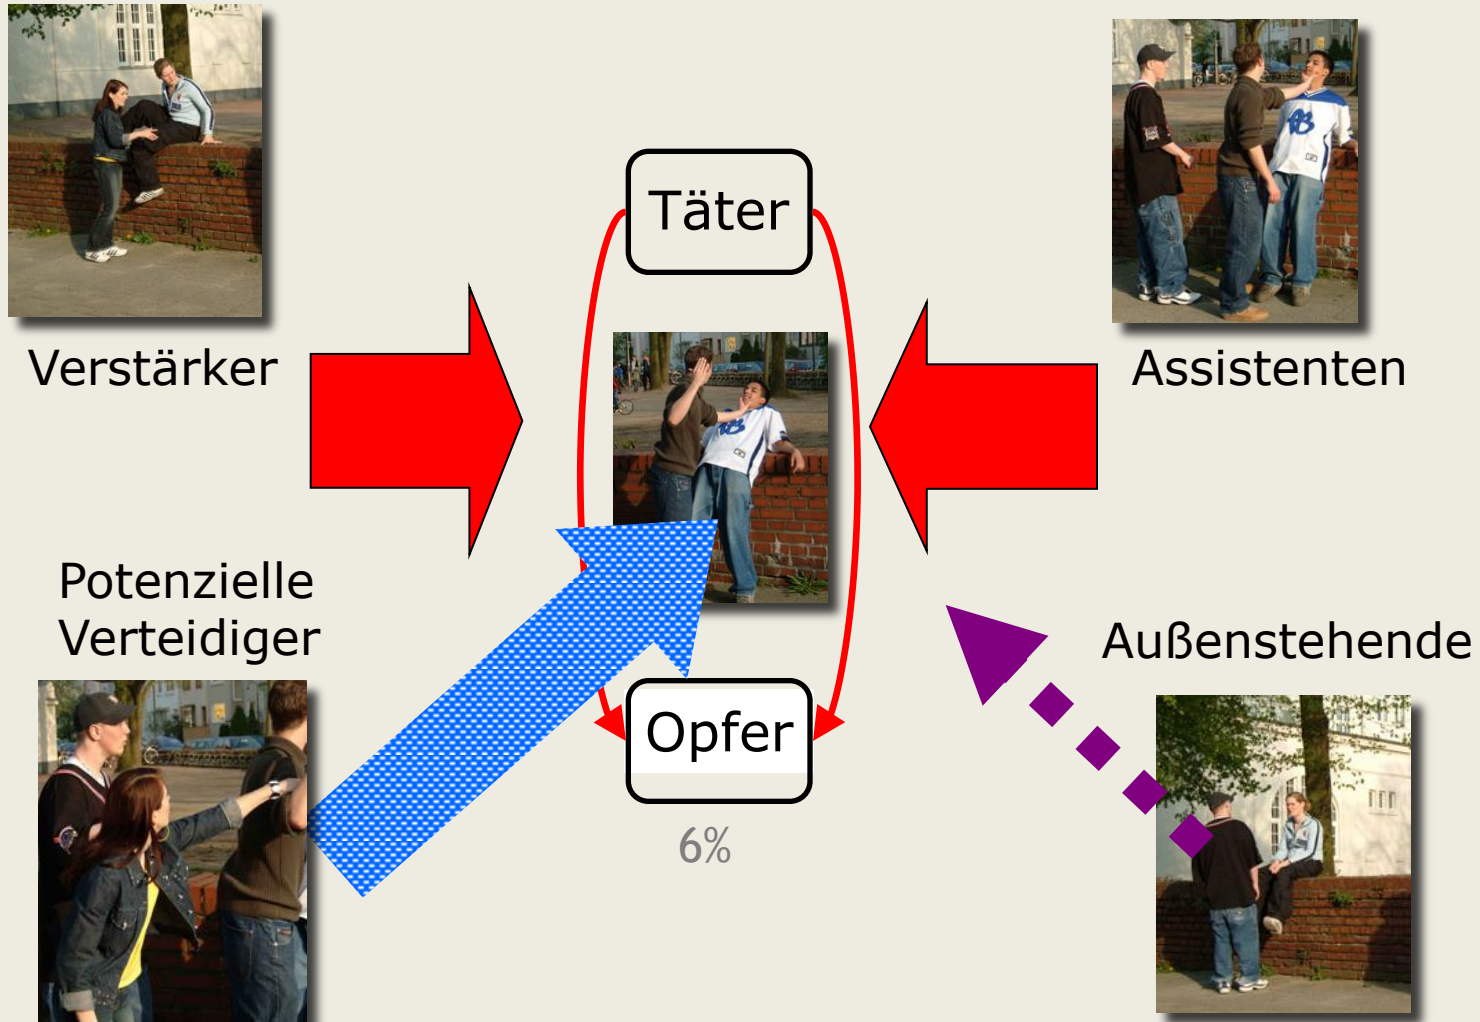 Täter
Verstärker
Assistenten
Potenzielle
Verteidiger
Außenstehende
Opfer
6%